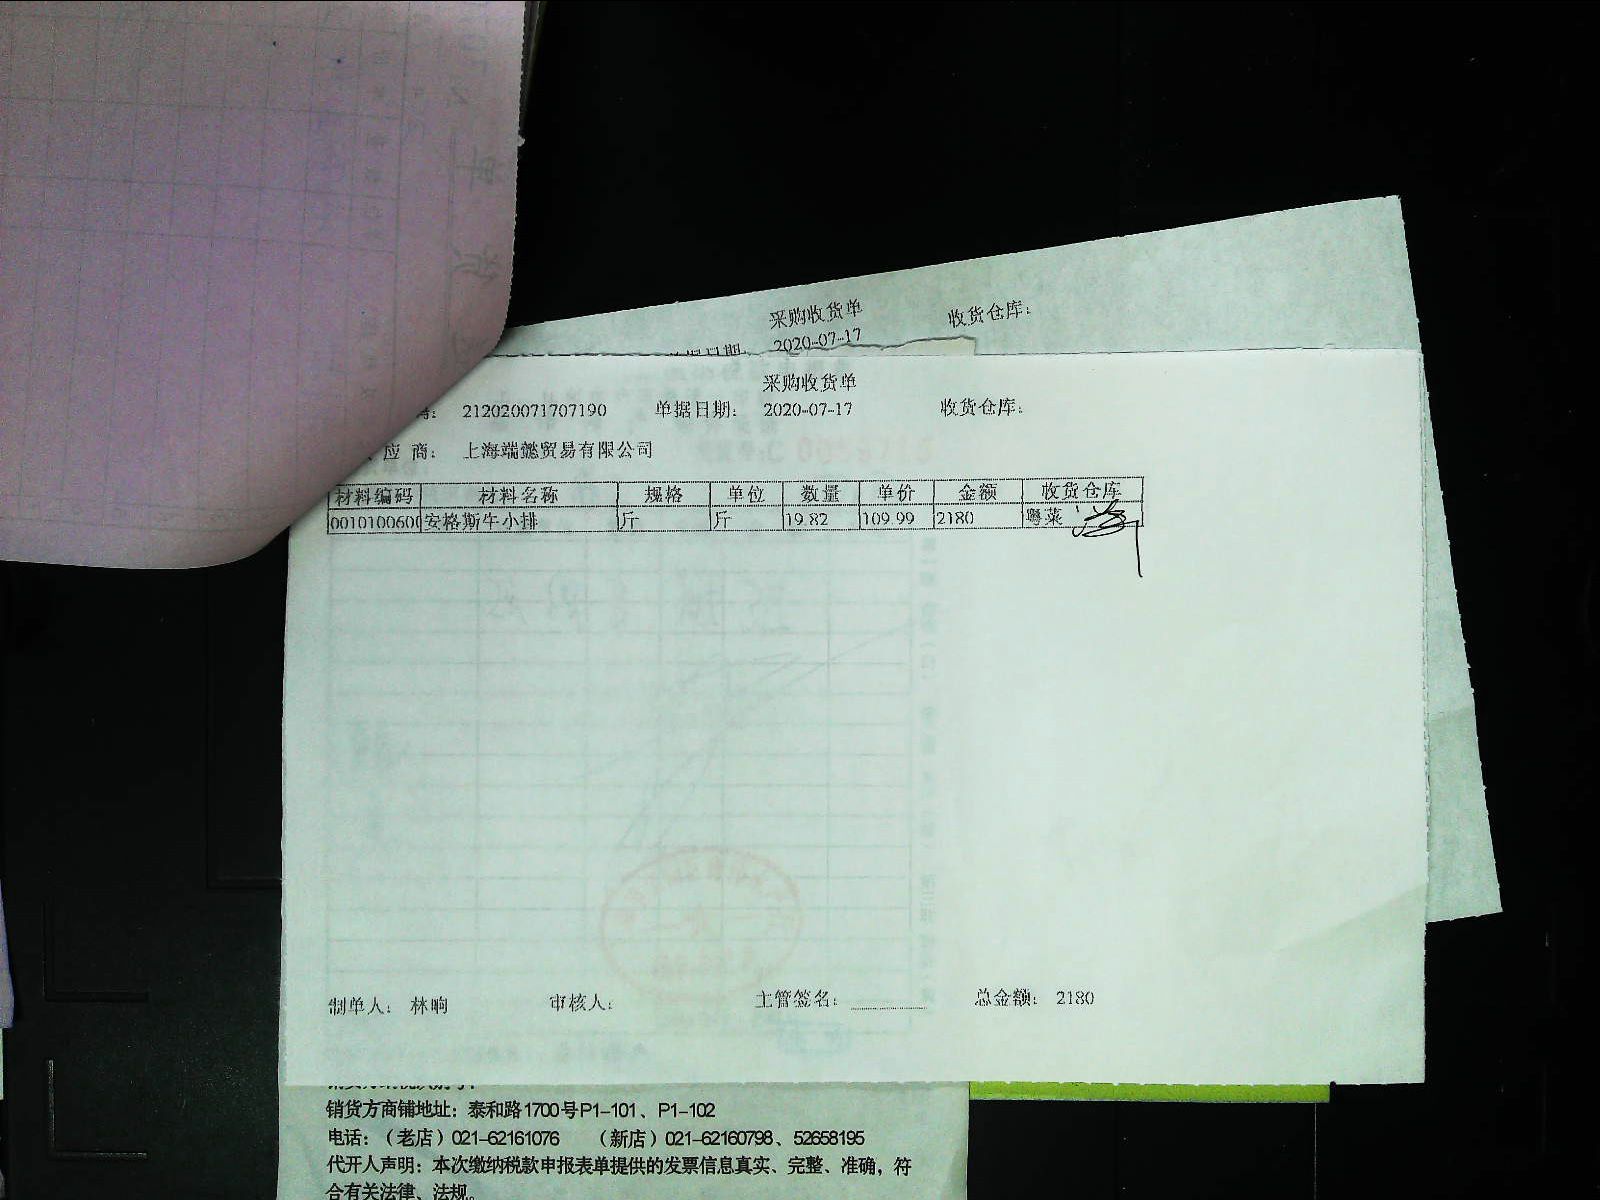 采购收货单 收货仓库：
单据日期： 2020-07-17
采购收货单
212020071707190 单据日期： 2020-07-17 收货仓库：
应 商： 上海端懿贸易有限公司
材料编码 材料名称 规格 单位 数量 单价 金额 收货仓库
0010100600 安格斯牛小排 斤 斤 19.82 109.99 2180 粤菜
制单人： 林晌 审核人： 主管签名： 总金额： 2180
销货方商铺地址：泰和路1700号P1-101、P1-102
电话：（老店）021-62161076 （新店）021-62160798、52658195
代开人声明：本次缴纳税款申报表单提供的发票信息真实、完整、准确，符
合有关法律、法规。